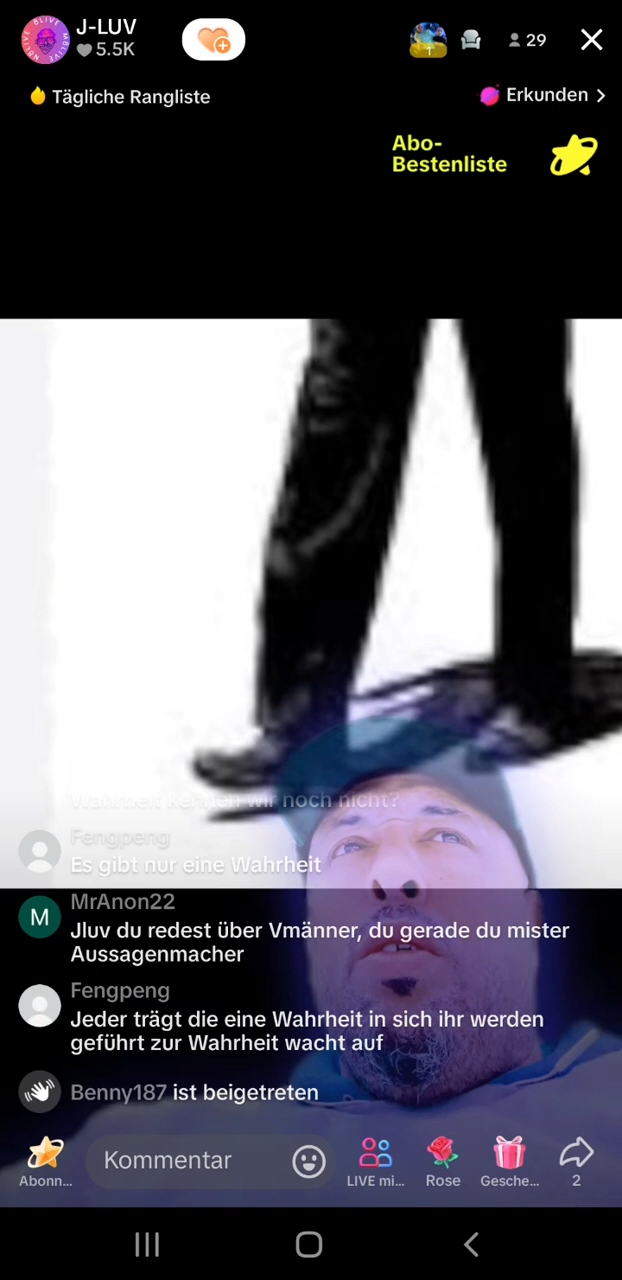 J-LUV
5.5K
1
29
Tägliche Rangliste
Erkunden
Abo-
Bestenliste
Wahrheit kennen wir noch nicht?
Fengpeng
Es gibt nur eine Wahrheit
M
MrAnon22
Jluv du redest über Vmänner, du gerade du mister
Aussagenmacher
Fengpeng
Jeder trägt die eine Wahrheit in sich ihr werden
geführt zur Wahrheit wacht auf
Benny187 ist beigetreten
Kommentar
Abonn...
LIVE mi...
Rose
Gesche...
2